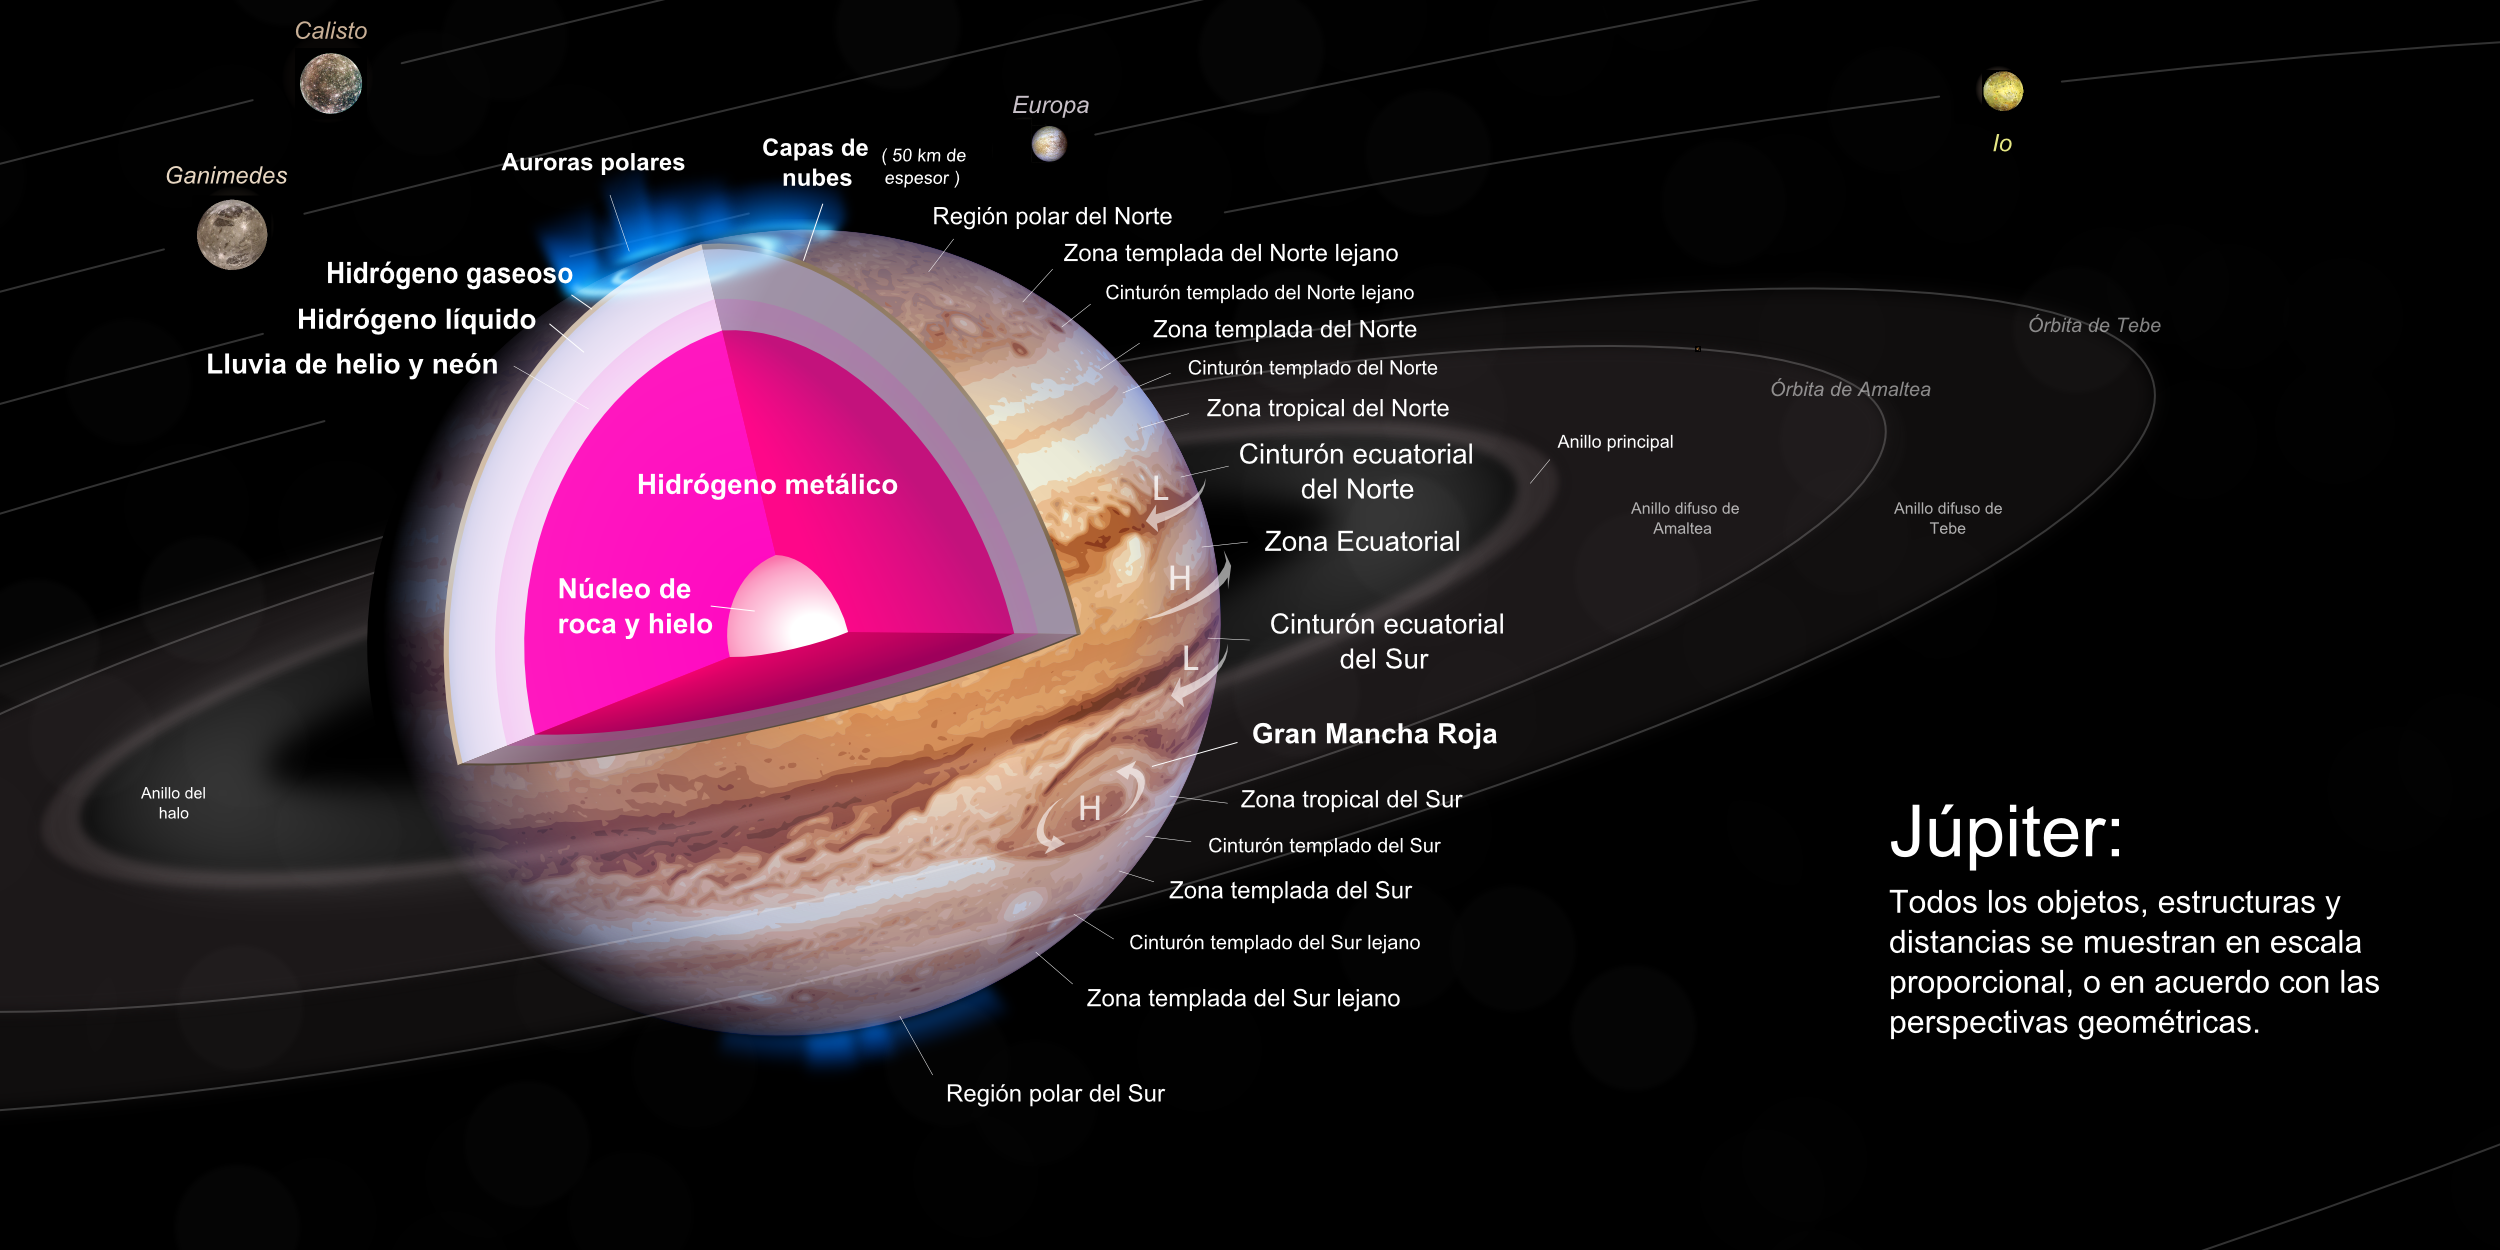 Calisto
Ganimedes
Europa
Io
Auroras polares
Capas de
nubes
( 50 km de
espesor )
Hidrógeno gaseoso
Hidrógeno líquido
Lluvia de helio y neón
Hidrógeno metálico
Núcleo de
roca y hielo
Región polar del Norte
Zona templada del Norte lejano
Cinturón templado del Norte lejano
Zona templada del Norte
Cinturón templado del Norte
Zona tropical del Norte
Cinturón ecuatorial
del Norte
L
Zona Ecuatorial
H
Cinturón ecuatorial
del Sur
L
Gran Mancha Roja
H
Zona tropical del Sur
Cinturón templado del Sur
Zona templada del Sur
Cinturón templado del Sur lejano
Zona templada del Sur lejano
Región polar del Sur
Órbita de Tebe
Órbita de Amaltea
Anillo principal
Anillo difuso de
Amaltea
Anillo difuso de
Tebe
Anillo del
halo
Júpiter:
Todos los objetos, estructuras y
distancias se muestran en escala
proporcional, o en acuerdo con las
perspectivas geométricas.